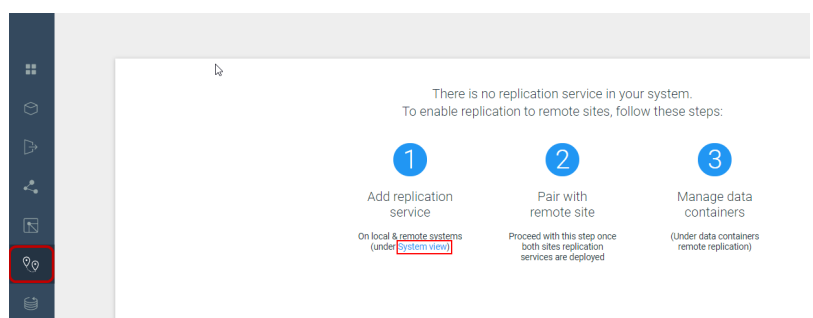 There is no replication service in your system.
To enable replication to remote sites, follow these steps:
1
2
3
Add replication
service
Pair with
remote site
Manage data
containers
On local & remote systems
(under System view)
Proceed with this step once
both sites replication
services are deployed
(Under data containers
remote replication)